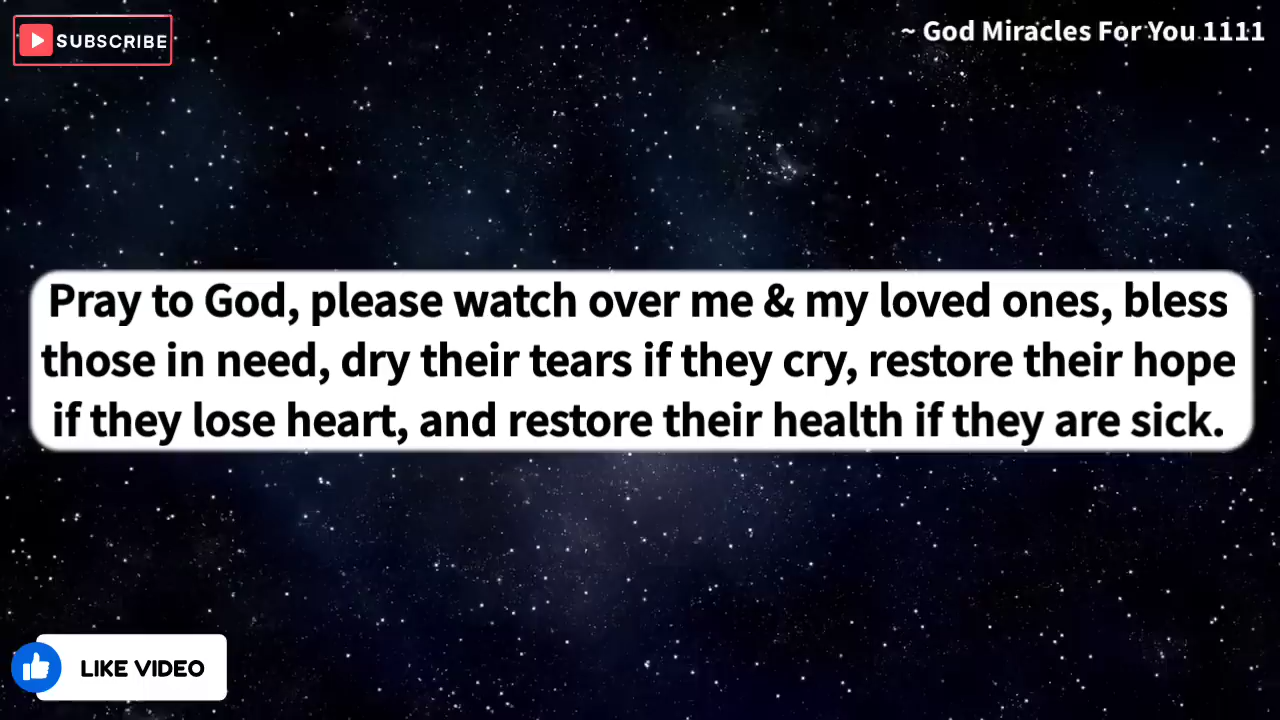 SUBSCRIBE
~ God Miracles For You 1111
Pray to God, please watch over me & my loved ones, bless
those in need, dry their tears if they cry, restore their hope
if they lose heart, and restore their health if they are sick.
LIKE VIDEO